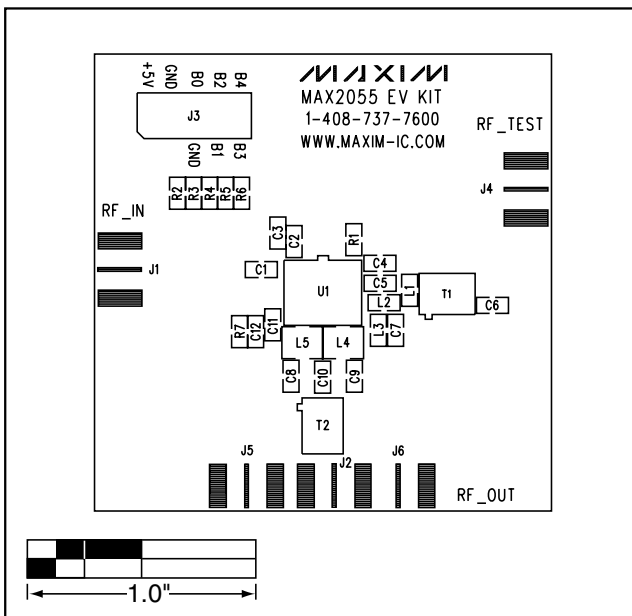 MAXIM
MAX2055 EV KIT
1-408-737-7600
WWW.MAXIM-IC.COM
+5V
GND
B0
B2
B4
J3
GND
B1
B3
R2
R3
R4
R5
R6
RF_TEST
J4
RF_IN
J1
C3
C2
R1
C1
C4
C5
U1
L2
L1
T1
C6
R7
C12
C11
L3
C7
L5
L4
C8
C10
C9
T2
J5
J2
J6
RF_OUT
1.0"